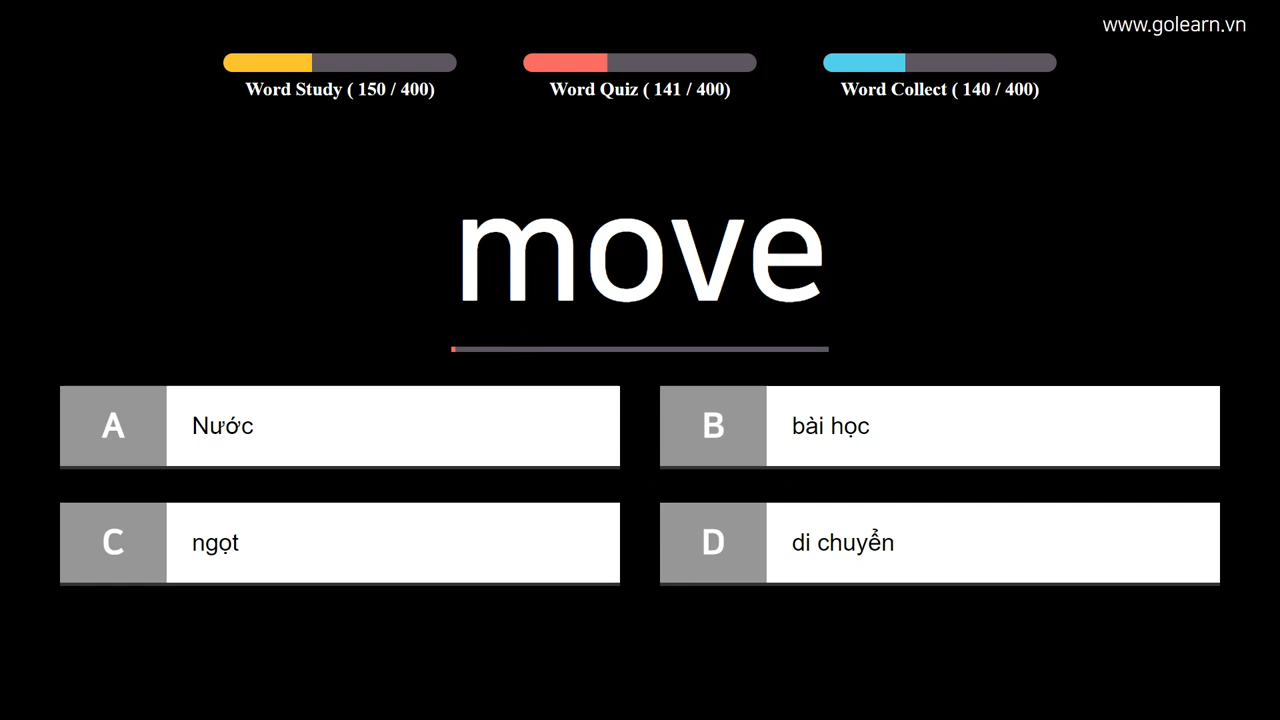 www.golearn.vn
Word Study ( 150 / 400)
Word Quiz ( 141 / 400)
Word Collect ( 140 / 400)
move
A Nước
B bài học
C ngọt
D di chuyển